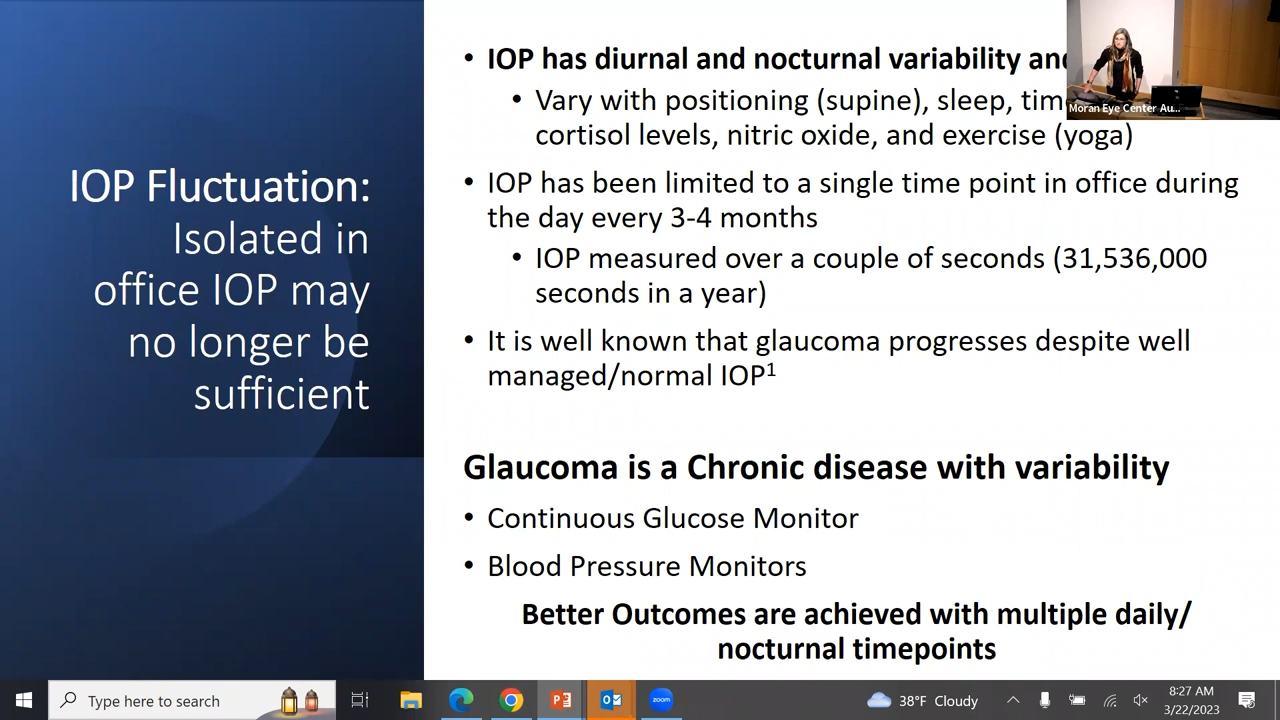 IOP Fluctuation:
Isolated in
office IOP may
no longer be
sufficient
• IOP has diurnal and nocturnal variability
• Vary with positioning (supine), sleep,
cortisol levels, nitric oxide, and exercise (yoga)
• IOP has been limited to a single time point in office during
the day every 3-4 months
• IOP measured over a couple of seconds (31,536,000
seconds in a year)
• It is well known that glaucoma progresses despite well
managed/normal IOP¹
Glaucoma is a Chronic disease with variability
• Continuous Glucose Monitor
• Blood Pressure Monitors
Better Outcomes are achieved with multiple daily/
nocturnal timepoints
Moran Eye Center Au...
Type here to search
zoom
38°F Cloudy
8:27 AM
3/22/2023